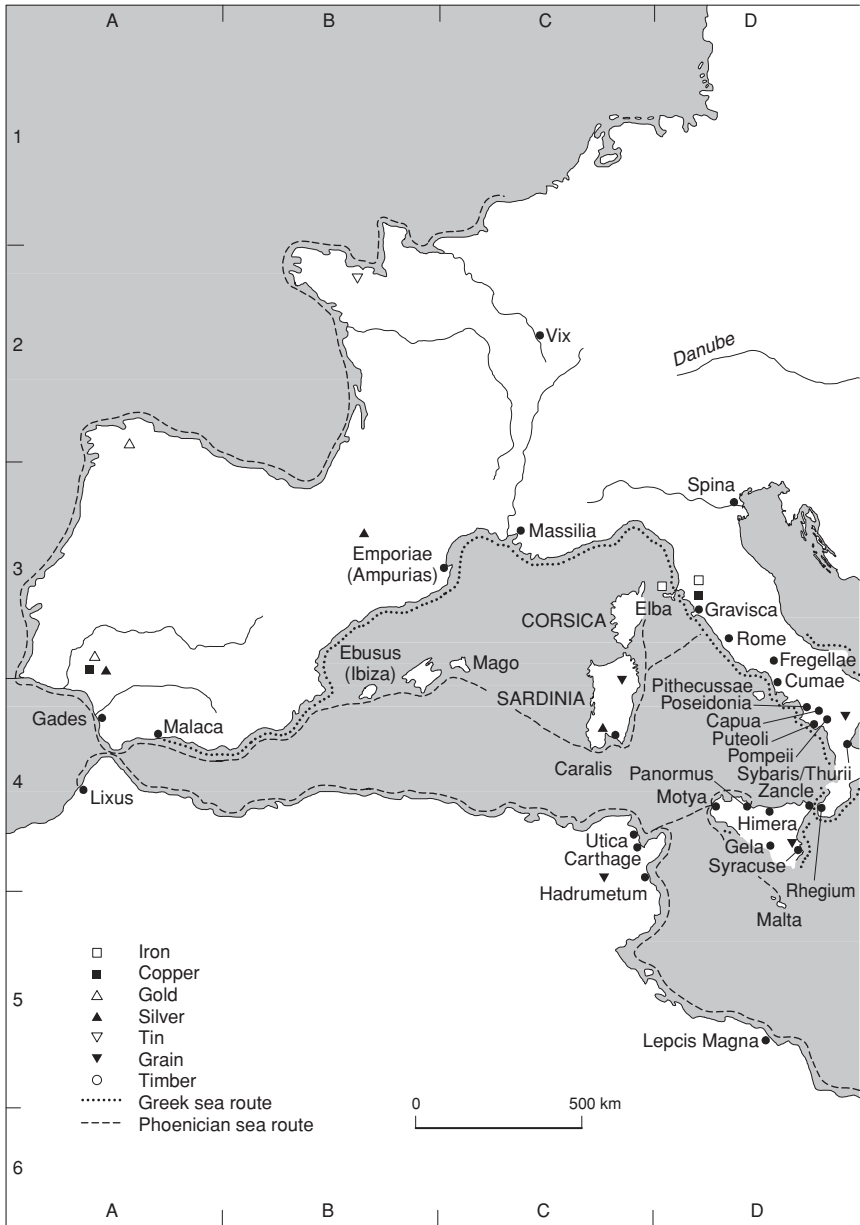 A B C D
1
2
Vix
Danube
Spina
Massilia
3
Emporiae
(Ampurias)
Elba
CORSICA
Gravisca
Rome
Ebusus
(Ibiza)
Mago
Fregellae
SARDINIA
Cumae
Pithecussae
Poseidonia
Gades
Malaca
Capua
Puteoli
Pompeii
Caralis
Sybaris/Thurii
4
Panormus
Zancle
Lixus
Motya
Himera
Utica
Carthage
Gela
Syracuse
Hadrumetum
Rhegium
Malta
Iron
Copper
5
Gold
Silver
Tin
Lepcis Magna
Grain
Timber
Greek sea route
0 500 km
Phoenician sea route
6
A B C D